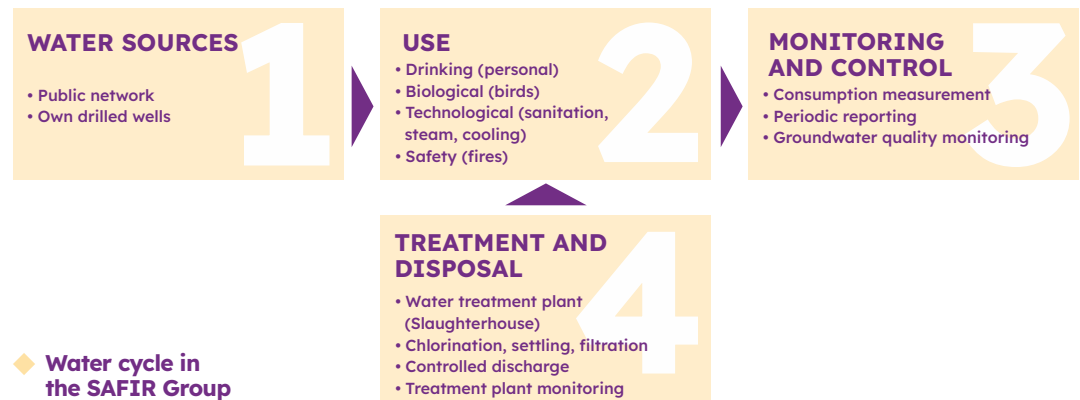 WATER SOURCES
1
• Public network
• Own drilled wells
USE
2
• Drinking (personal)
• Biological (birds)
• Technological (sanitation,
steam, cooling)
• Safety (fires)
MONITORING
AND CONTROL
3
• Consumption measurement
• Periodic reporting
• Groundwater quality monitoring
TREATMENT AND
DISPOSAL
4
• Water treatment plant
(Slaughterhouse)
• Chlorination, settling, filtration
• Controlled discharge
• Treatment plant monitoring
Water cycle in
the SAFIR Group